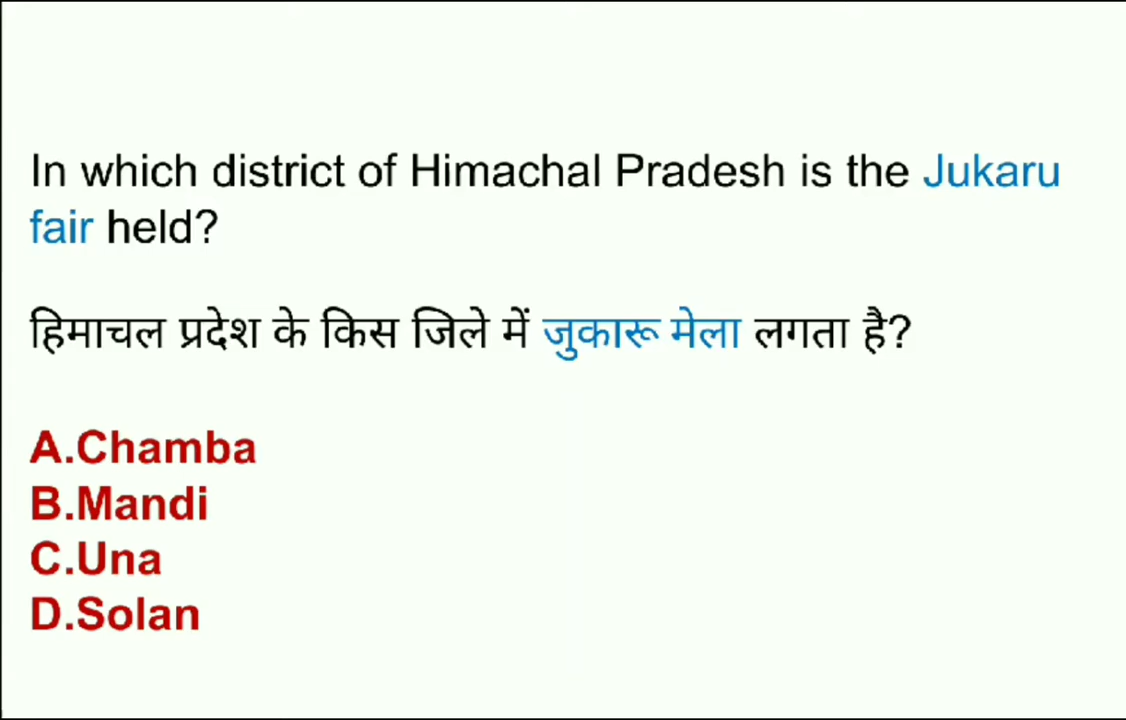 In which district of Himachal Pradesh is the Jukaru
fair held?
हिमाचल प्रदेश के किस जिले में जुकारू मेला लगता है?
A.Chamba
B.Mandi
C.Una
D.Solan